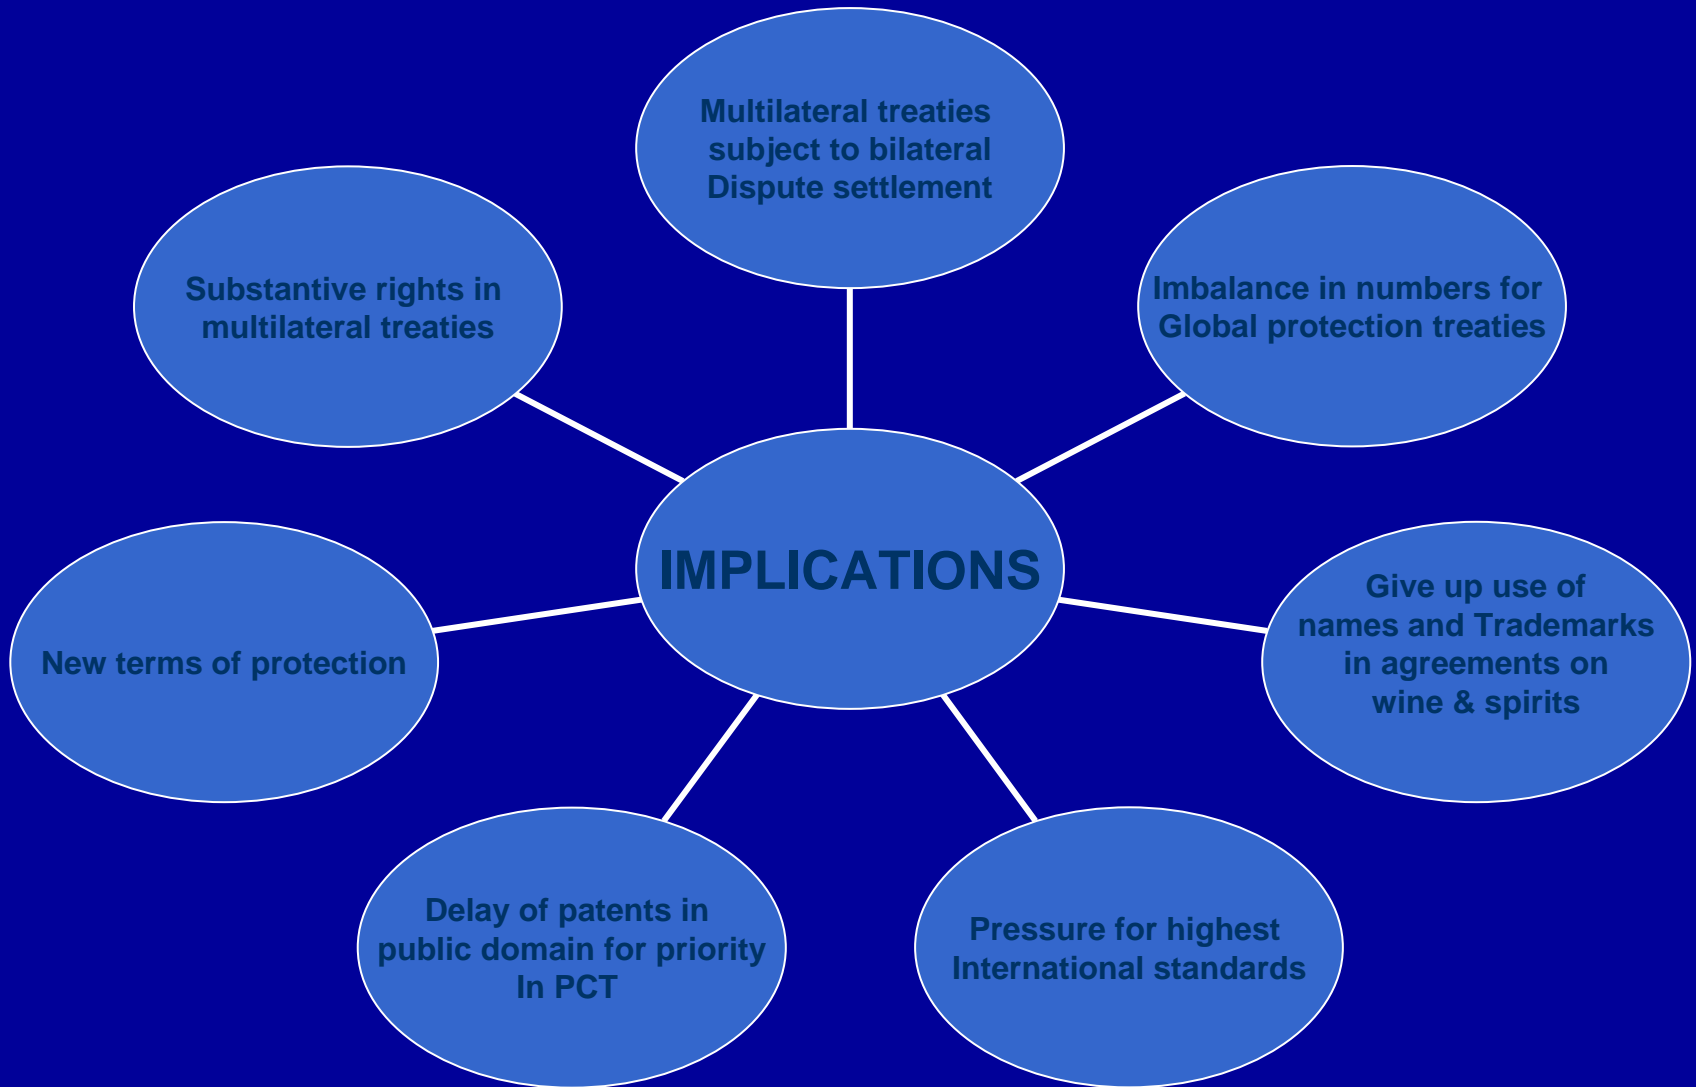 Multilateral treaties
subject to bilateral
Dispute settlement
Substantive rights in
multilateral treaties
Imbalance in numbers for
Global protection treaties
IMPLICATIONS
New terms of protection
Give up use of
names and Trademarks
in agreements on
wine & spirits
Delay of patents in
public domain for priority
In PCT
Pressure for highest
International standards